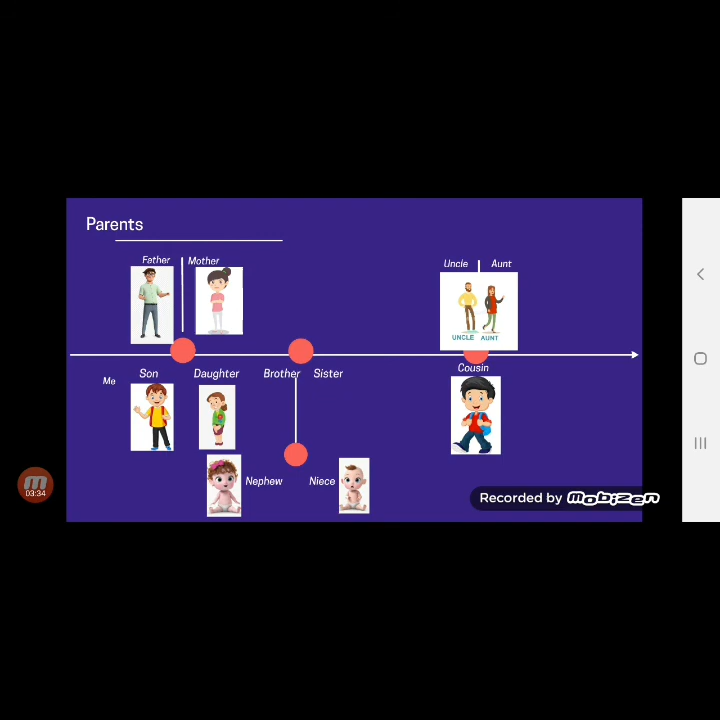 Parents
Father
Mother
Uncle
Aunt
UNCLE AUNT
Me
Son
Daughter
Brother
Sister
Cousin
Nephew
Niece
03:34
Recorded by mobizen